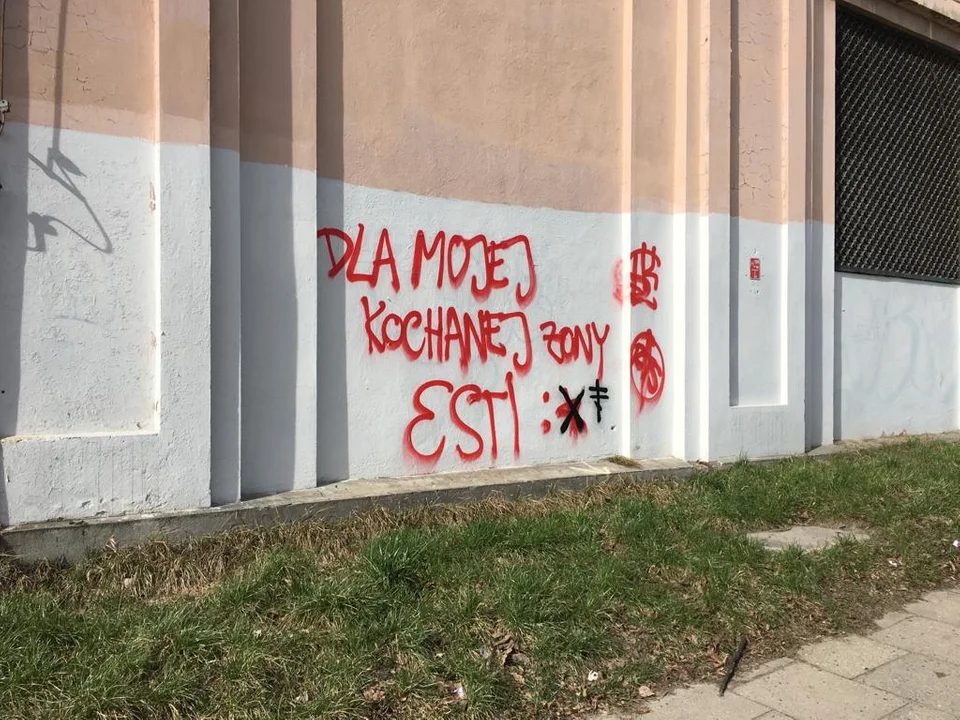 DLA MOJEJ
KOCHANEJ ŻONY
ESTI :X